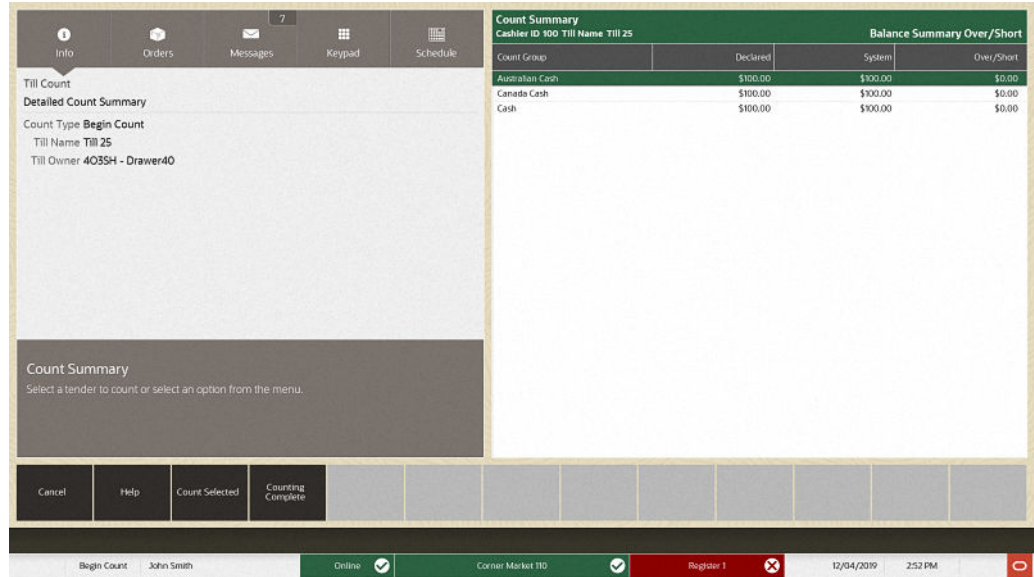 7
Info
Orders
Messages
Keypad
Schedule
Till Count
Detailed Count Summary
Count Type Begin Count
Till Name Till 25
Till Owner 4O3SH - Drawer40
Count Summary
Select a tender to count or select an option from the menu.
Count Summary
Cashier ID 100 Till Name Till 25 Balance Summary Over/Short
Count Group Declared System Over/Short
Australian Cash $100.00 $100.00 $0.00
Canada Cash $100.00 $100.00 $0.00
Cash $100.00 $100.00 $0.00
Cancel
Help
Count Selected
Counting
Complete
Begin Count John Smith Online Corner Market 110 Register 1 12/04/2019 2:52 PM